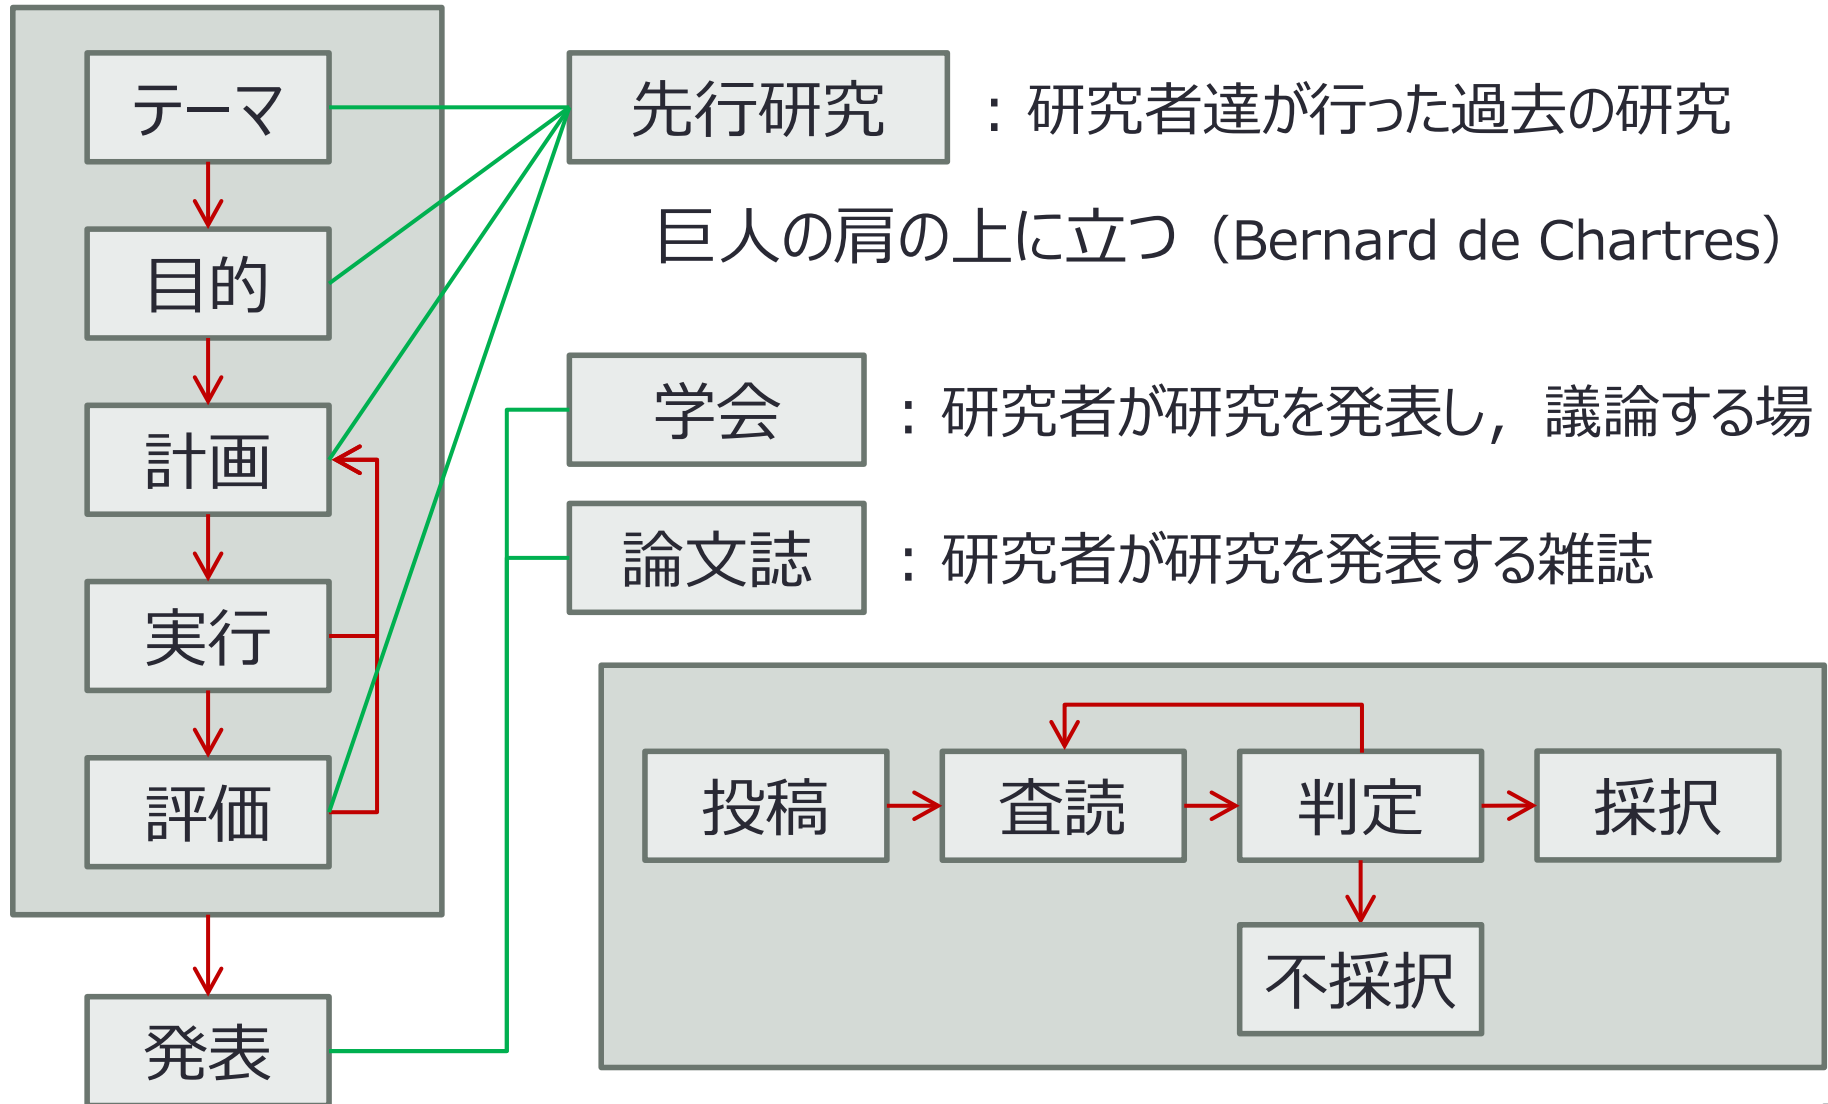 テーマ
目的
計画
実行
評価
発表
先行研究
：研究者達が行った過去の研究
巨人の肩の上に立つ（Bernard de Chartres）
学会
：研究者が研究を発表し，議論する場
論文誌
：研究者が研究を発表する雑誌
投稿
査読
判定
採択
不採択